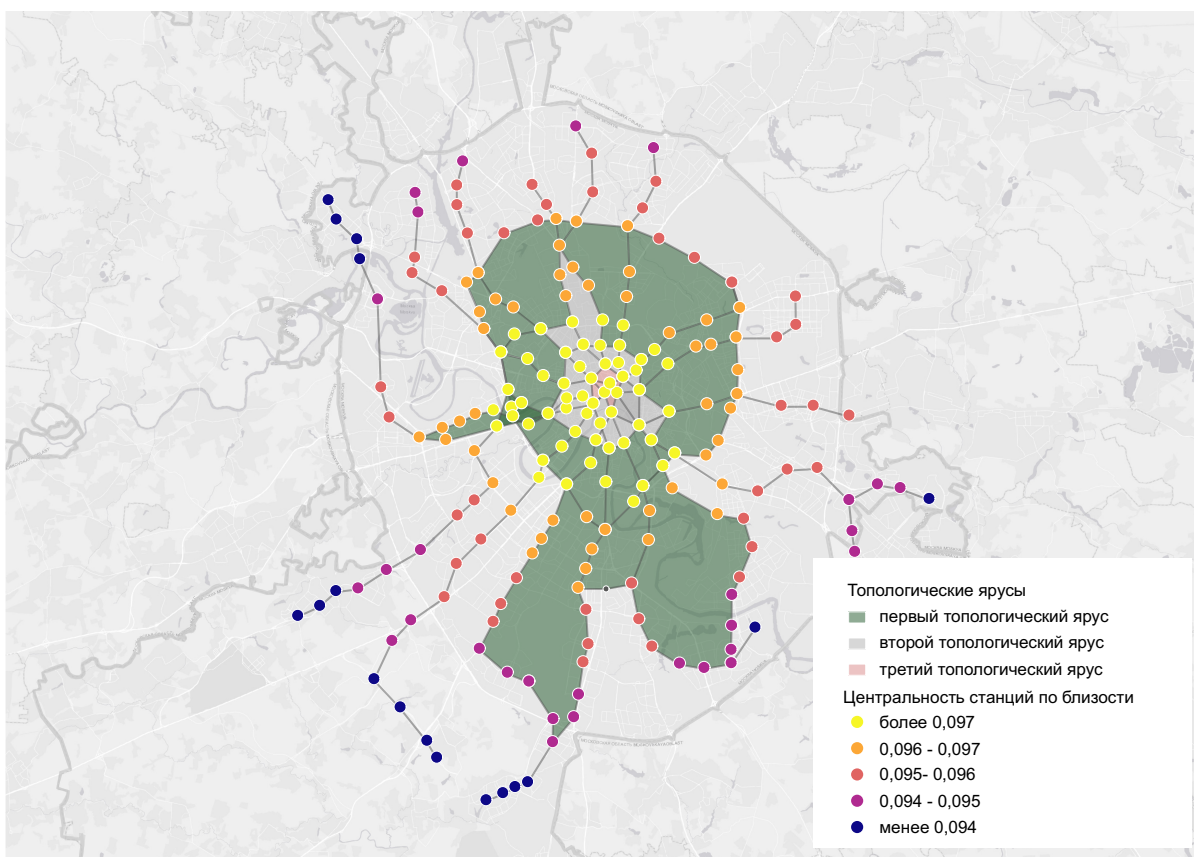 Топологические ярусы
первый топологический ярус
второй топологический ярус
третий топологический ярус
Центральность станций по близости
более 0,097
0,096 - 0,097
0,095- 0,096
0,094 - 0,095
менее 0,094